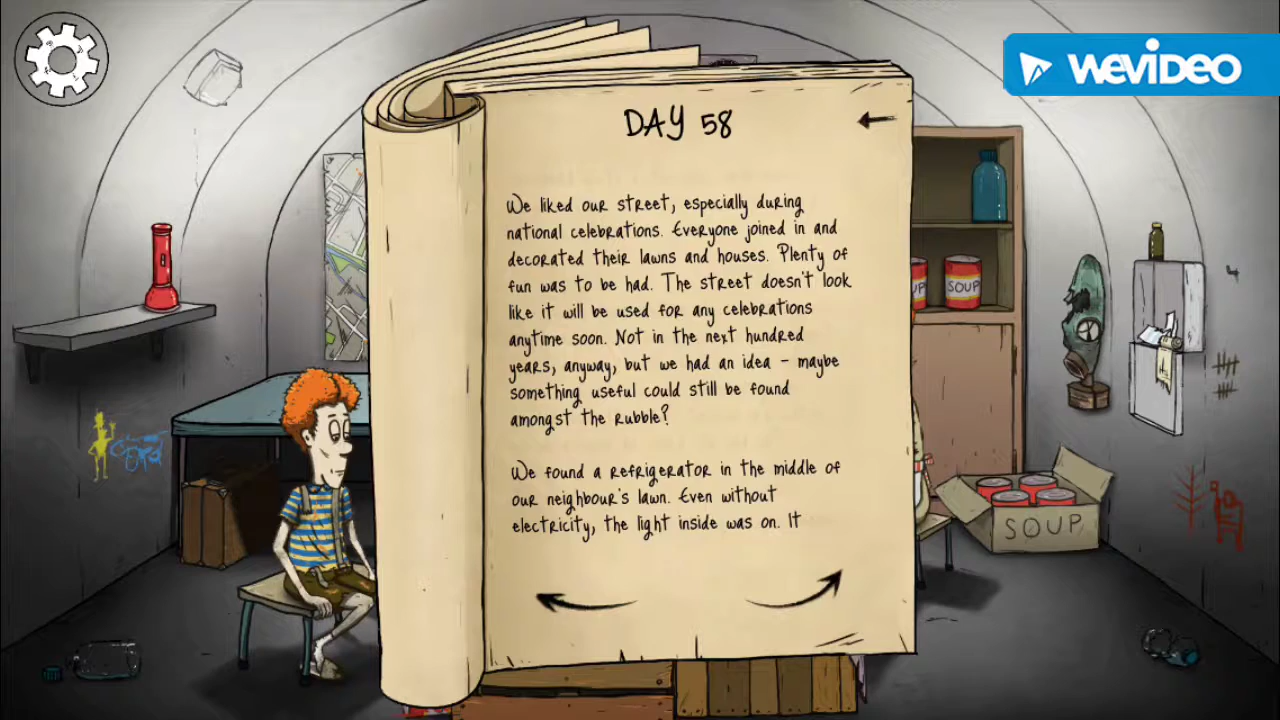 WEVIDEO
DAY 58
We liked our street, especially during
national celebrations. Everyone joined in and
decorated their lawns and houses. Plenty of
fun was to be had. The street doesn't look
like it will be used for any celebrations
anytime soon. Not in the next hundred
years, anyway, but we had an idea - maybe
something useful could still be found
amongst the rubble?
We found a refrigerator in the middle of
our neighbour's lawn. Even without
electricity, the light inside was on. It
UP
SOUP
SOUP